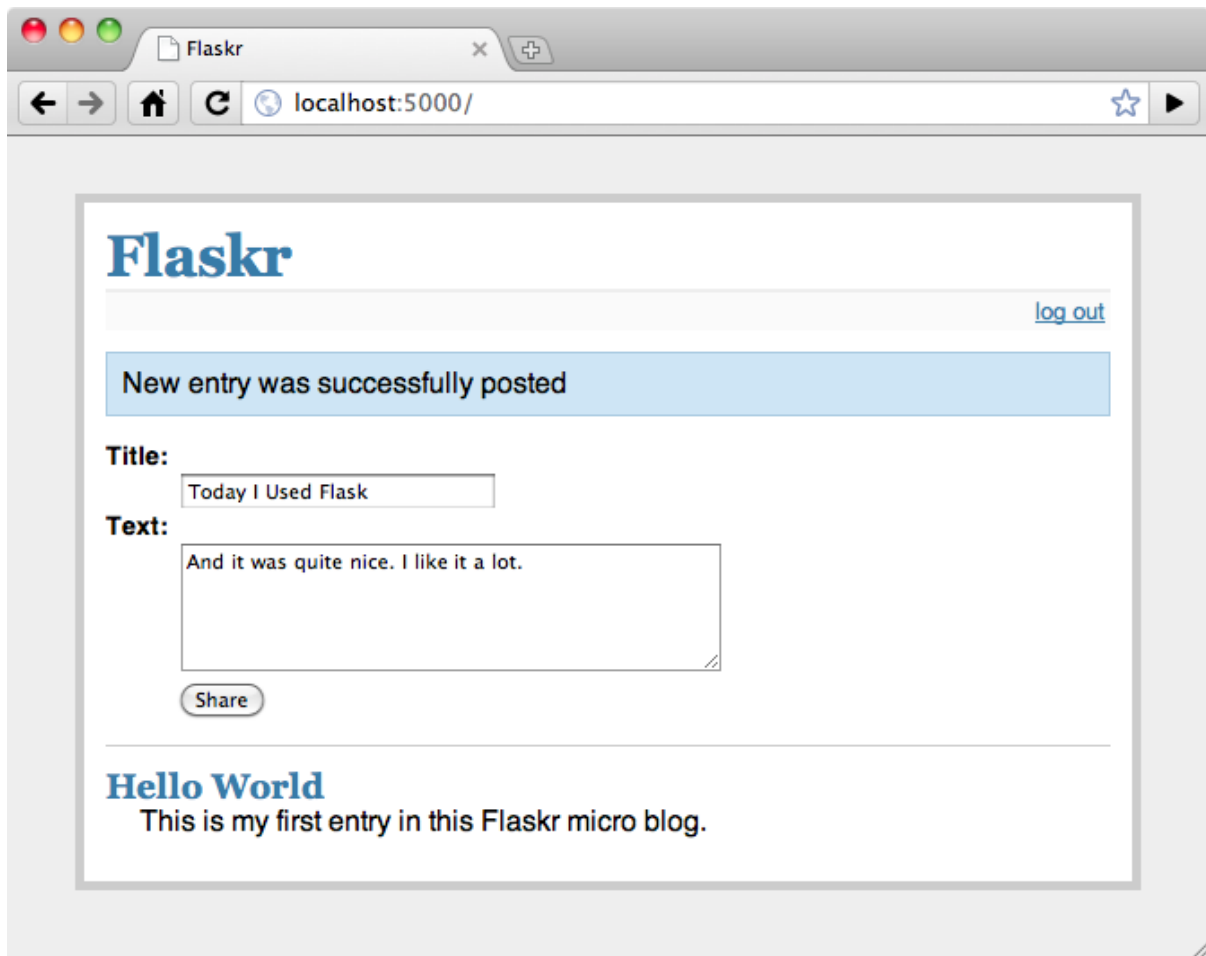 Flaskr
localhost:5000/
Flaskr
log out
New entry was successfully posted
Title:
Today I Used Flask
Text:
And it was quite nice. I like it a lot.
Share
Hello World
This is my first entry in this Flaskr micro blog.